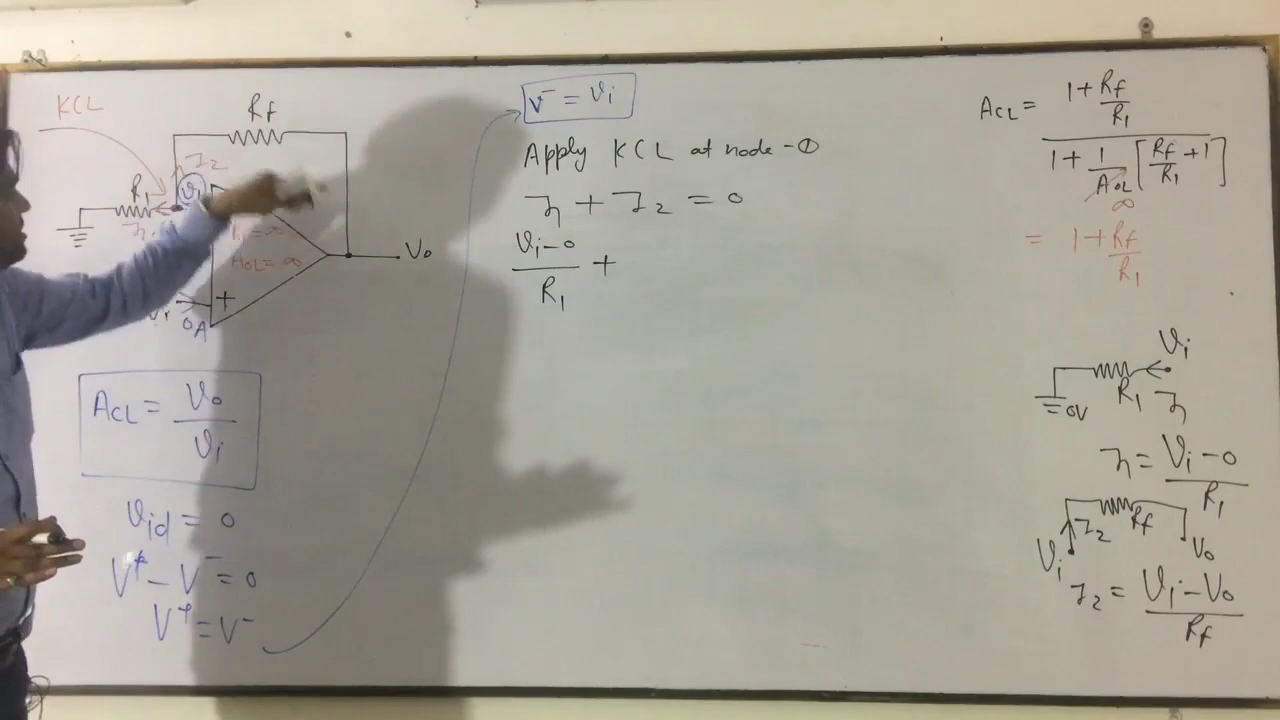 KCL
Rf
I2
R1
Vi
I1
Ri = ∞
AOL = ∞
Vo
+
0A
ACL = Vo / Vi
Vid = 0
V+ - V- = 0
V+ = V-
V- = Vi
Apply KCL at node - ①
I1 + I2 = 0
Vi-0 / R1 +
ACL = 1+Rf/R1 / 1+ 1/AOL [Rf/R1 +1]
∞
= 1+Rf/R1
Vi
0V R1 I1
I1 = Vi-0 / R1
I2 Rf
Vi Vo
I2 = Vi-Vo / Rf